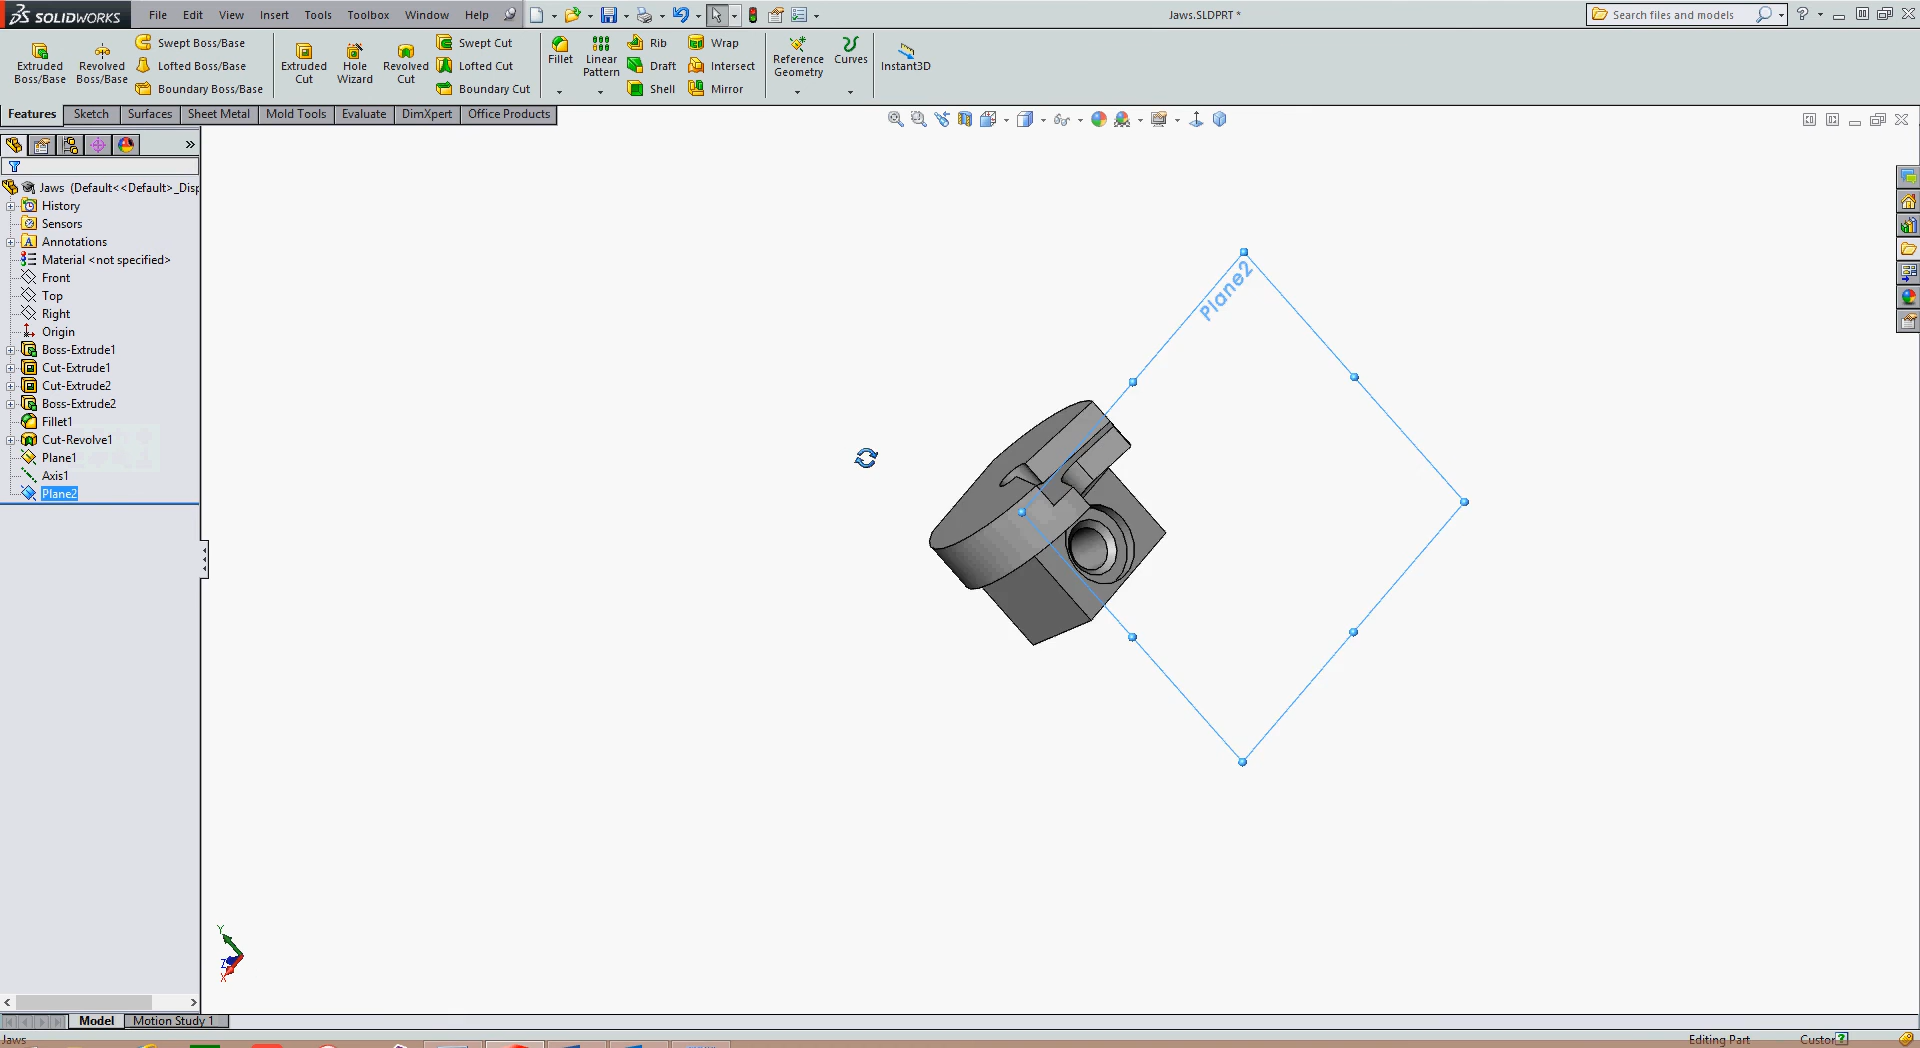 SOLIDWORKS File Edit View Insert Tools Toolbox Window Help Jaws.SLDPRT * Search files and models
Extruded Boss/Base
Revolved Boss/Base
Swept Boss/Base
Lofted Boss/Base
Boundary Boss/Base
Extruded Cut
Hole Wizard
Revolved Cut
Swept Cut
Lofted Cut
Boundary Cut
Fillet
Linear Pattern
Rib
Draft
Shell
Wrap
Intersect
Mirror
Reference Geometry
Curves
Instant3D
Features Sketch Surfaces Sheet Metal Mold Tools Evaluate DimXpert Office Products
Jaws (Default<<Default>_Disp
History
Sensors
Annotations
Material <not specified>
Front
Top
Right
Origin
Boss-Extrude1
Cut-Extrude1
Cut-Extrude2
Boss-Extrude2
Fillet1
Cut-Revolve1
Plane1
Axis1
Plane2
Plane2
Y
Z
X
Model Motion Study 1
Jaws Editing Part Custor